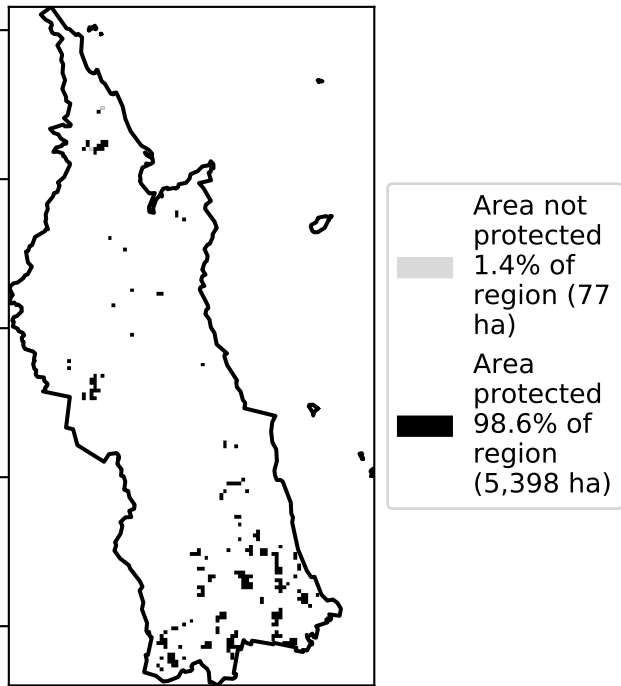 Area not
protected
1.4% of
region (77
ha)
Area
protected
98.6% of
region
(5,398 ha)